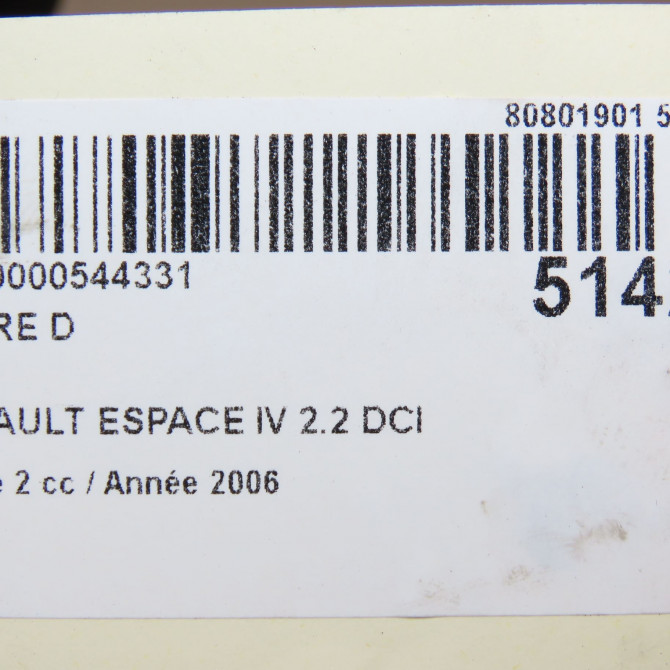 80801901 5
0000544331
514
RE D
AULT ESPACE IV 2.2 DCI
e 2 cc / Année 2006